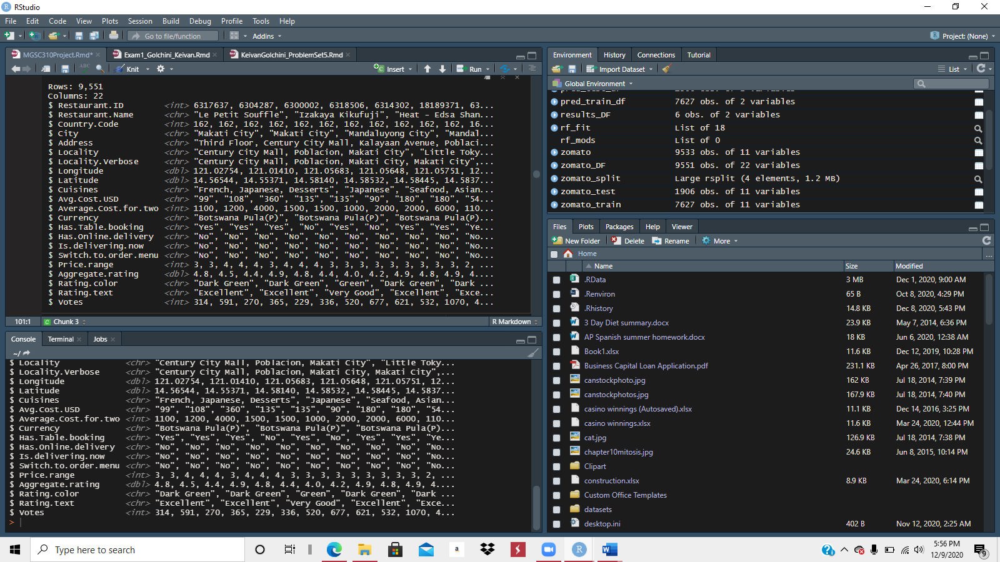 RStudio
File Edit Code View Plots Session Build Debug Profile Tools Help
Go to file/function Addins Project: (None)
MGSC310Project.Rmd* Exam1_Golchini_Keivan.Rmd KeivanGolchini_ProblemSet5.Rmd
ABC Knit Insert Run
Rows: 9,551
Columns: 22
$ Restaurant.ID <int> 6317637, 6304287, 6300002, 6318506, 6314302, 18189371, 63...
$ Restaurant.Name <chr> "Le Petit Souffle", "Izakaya Kikufuji", "Heat - Edsa Shan...
$ Country.Code <int> 162, 162, 162, 162, 162, 162, 162, 162, 162, 162, 162, 16...
$ City <chr> "Makati City", "Makati City", "Mandaluyong City", "Mandal...
$ Address <chr> "Third Floor, Century City Mall, Kalayaan Avenue, Poblaci...
$ Locality <chr> "Century City Mall, Poblacion, Makati City", "Little Toky...
$ Locality.Verbose <chr> "Century City Mall, Poblacion, Makati City, Makati City",...
$ Longitude <dbl> 121.02754, 121.01410, 121.05683, 121.05648, 121.05751, 12...
$ Latitude <dbl> 14.56544, 14.55371, 14.58140, 14.58532, 14.58445, 14.5837...
$ Cuisines <chr> "French, Japanese, Desserts", "Japanese", "Seafood, Asian...
$ Avg.Cost.USD <chr> "99", "108", "360", "135", "135", "90", "180", "180", "54...
$ Average.Cost.for.two <int> 1100, 1200, 4000, 1500, 1500, 1000, 2000, 2000, 6000, 110...
$ Currency <chr> "Botswana Pula(P)", "Botswana Pula(P)", "Botswana Pula(P)...
$ Has.Table.booking <chr> "Yes", "Yes", "Yes", "No", "Yes", "No", "Yes", "Yes", "Ye...
$ Has.Online.delivery <chr> "No", "No", "No", "No", "No", "No", "No", "No", "No", "No...
$ Is.delivering.now <chr> "No", "No", "No", "No", "No", "No", "No", "No", "No", "No...
$ Switch.to.order.menu <chr> "No", "No", "No", "No", "No", "No", "No", "No", "No", "No...
$ Price.range <int> 3, 3, 4, 4, 4, 3, 4, 4, 4, 3, 3, 3, 3, 3, 3, 3, 3, 2, ...
$ Aggregate.rating <dbl> 4.8, 4.5, 4.4, 4.9, 4.8, 4.4, 4.0, 4.2, 4.9, 4.8, 4.9, 4....
$ Rating.color <chr> "Dark Green", "Dark Green", "Green", "Dark Green", "Dark ...
$ Rating.text <chr> "Excellent", "Excellent", "Very Good", "Excellent", "Exce...
$ Votes <int> 314, 591, 270, 365, 229, 336, 520, 677, 621, 532, 1070, 4...
101:1 C Chunk 3 R Markdown
Console Terminal Jobs
~/
$ Locality <chr> "Century City Mall, Poblacion, Makati City", "Little Toky...
$ Locality.Verbose <chr> "Century City Mall, Poblacion, Makati City, Makati City",...
$ Longitude <dbl> 121.02754, 121.01410, 121.05683, 121.05648, 121.05751, 12...
$ Latitude <dbl> 14.56544, 14.55371, 14.58140, 14.58532, 14.58445, 14.5837...
$ Cuisines <chr> "French, Japanese, Desserts", "Japanese", "Seafood, Asian...
$ Avg.Cost.USD <chr> "99", "108", "360", "135", "135", "90", "180", "180", "54...
$ Average.Cost.for.two <int> 1100, 1200, 4000, 1500, 1500, 1000, 2000, 2000, 6000, 110...
$ Currency <chr> "Botswana Pula(P)", "Botswana Pula(P)", "Botswana Pula(P)...
$ Has.Table.booking <chr> "Yes", "Yes", "Yes", "No", "Yes", "No", "Yes", "Yes", "Ye...
$ Has.Online.delivery <chr> "No", "No", "No", "No", "No", "No", "No", "No", "No", "No...
$ Is.delivering.now <chr> "No", "No", "No", "No", "No", "No", "No", "No", "No", "No...
$ Switch.to.order.menu <chr> "No", "No", "No", "No", "No", "No", "No", "No", "No", "No...
$ Price.range <int> 3, 3, 4, 4, 4, 3, 4, 4, 4, 3, 3, 3, 3, 3, 3, 3, 3, 2, ...
$ Aggregate.rating <dbl> 4.8, 4.5, 4.4, 4.9, 4.8, 4.4, 4.0, 4.2, 4.9, 4.8, 4.9, 4....
$ Rating.color <chr> "Dark Green", "Dark Green", "Green", "Dark Green", "Dark ...
$ Rating.text <chr> "Excellent", "Excellent", "Very Good", "Excellent", "Exce...
$ Votes <int> 314, 591, 270, 365, 229, 336, 520, 677, 621, 532, 1070, 4...
>
Environment History Connections Tutorial
Import Dataset List
Global Environment
pred_train_df 7627 obs. of 2 variables
results_DF 6 obs. of 2 variables
rf_fit List of 18
rf_mods List of 0
zomato 9533 obs. of 11 variables
zomato_DF 9551 obs. of 22 variables
zomato_split Large rsplit (4 elements, 1.2 MB)
zomato_test 1906 obs. of 11 variables
zomato_train 7627 obs. of 11 variables
Files Plots Packages Help Viewer
New Folder Delete Rename More
Home ...
Name Size Modified
.RData 3 MB Dec 1, 2020, 9:00 AM
.Renviron 65 B Oct 8, 2020, 4:29 PM
.Rhistory 14.8 KB Dec 8, 2020, 5:43 PM
3 Day Diet summary.docx 23.9 KB May 7, 2014, 6:36 PM
AP Spanish summer homework.docx 18 KB Jun 6, 2020, 12:38 AM
Book1.xlsx 11.6 KB Dec 12, 2019, 10:28 PM
Business Capital Loan Application.pdf 231.1 KB Apr 26, 2017, 8:00 PM
canstockphoto.jpg 162 KB Jul 18, 2014, 7:39 PM
canstockphotos.jpg 167.9 KB Jul 18, 2014, 7:40 PM
casino winnings (Autosaved).xlsx 11.1 KB Dec 14, 2016, 3:25 PM
casino winnings.xlsx 11.6 KB Mar 24, 2020, 12:44 PM
cat.jpg 126.9 KB Jul 18, 2014, 7:38 PM
chapter10mitosis.jpg 24.6 KB Jun 8, 2015, 10:14 PM
Clipart
construction.xlsx 8.9 KB Mar 24, 2020, 6:14 PM
Custom Office Templates
datasets
desktop.ini 402 B Nov 12, 2020, 2:25 AM
Type here to search
5:56 PM
12/9/2020
9